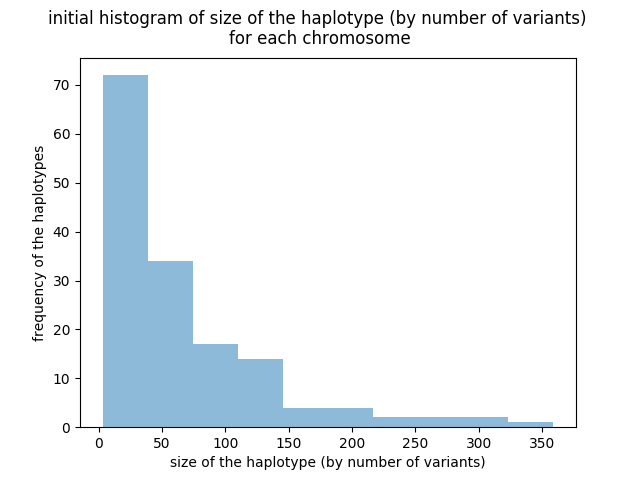 initial histogram of size of the haplotype (by number of variants)
for each chromosome
frequency of the haplotypes
70
60
50
40
30
20
10
0
0 50 100 150 200 250 300 350
size of the haplotype (by number of variants)